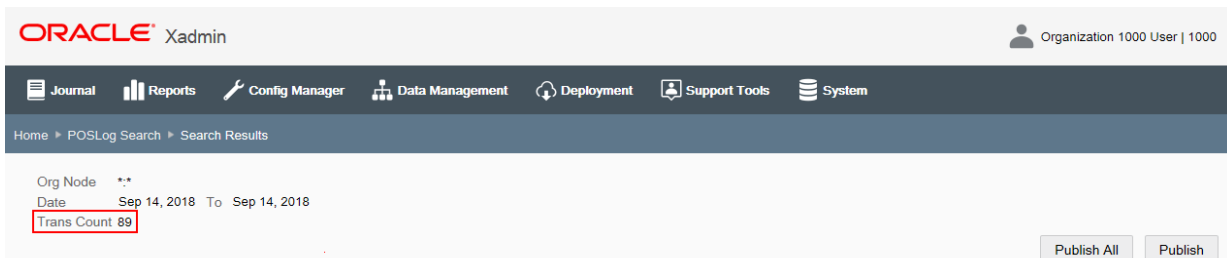 ORACLE® Xadmin
Organization 1000 User | 1000
Journal Reports Config Manager Data Management Deployment Support Tools System
Home ▸ POSLog Search ▸ Search Results
Org Node *:*
Date Sep 14, 2018 To Sep 14, 2018
Trans Count 89
Publish All Publish